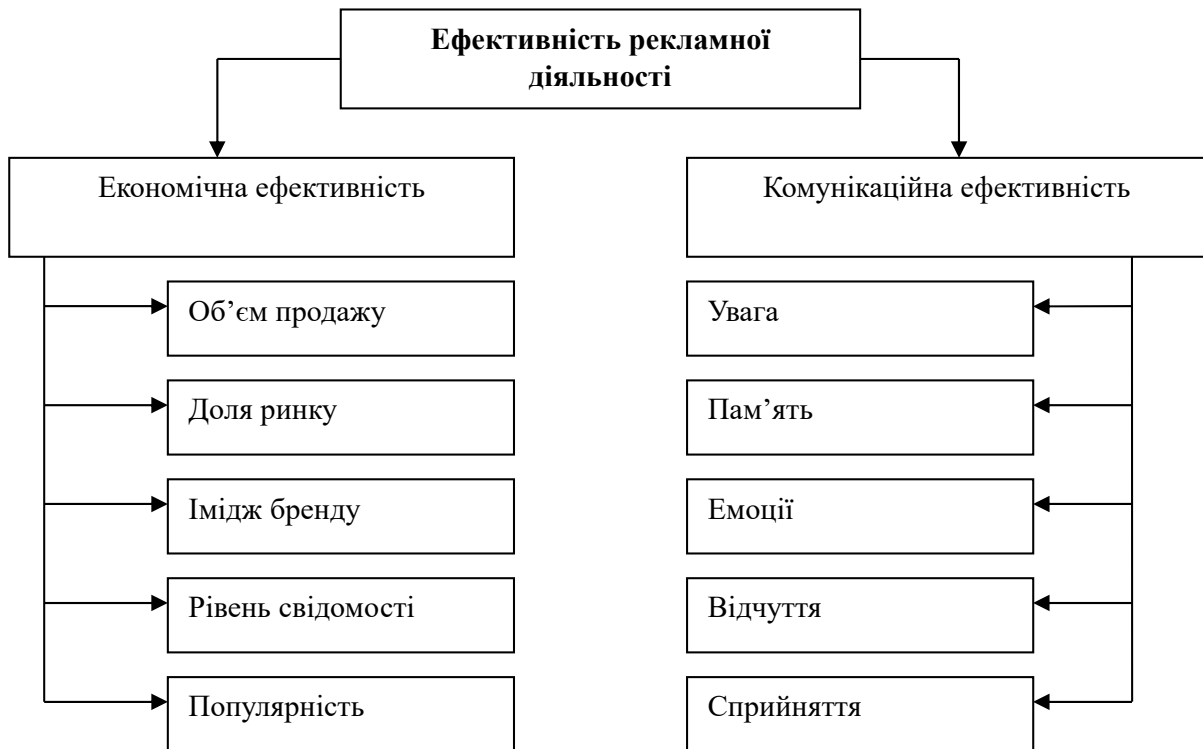 Ефективність рекламної
діяльності
Економічна ефективність
Комунікаційна ефективність
Об’єм продажу
Увага
Доля ринку
Пам’ять
Імідж бренду
Емоції
Рівень свідомості
Відчуття
Популярність
Сприйняття